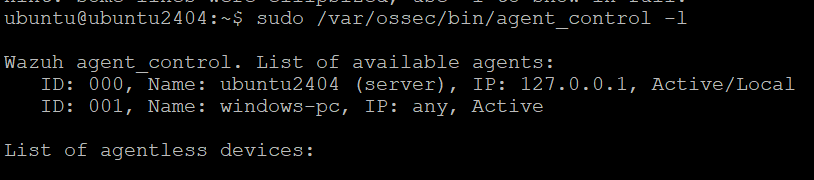 ubuntu@ubuntu2404:~$ sudo /var/ossec/bin/agent_control -l
Wazuh agent_control. List of available agents:
ID: 000, Name: ubuntu2404 (server), IP: 127.0.0.1, Active/Local
ID: 001, Name: windows-pc, IP: any, Active
List of agentless devices: